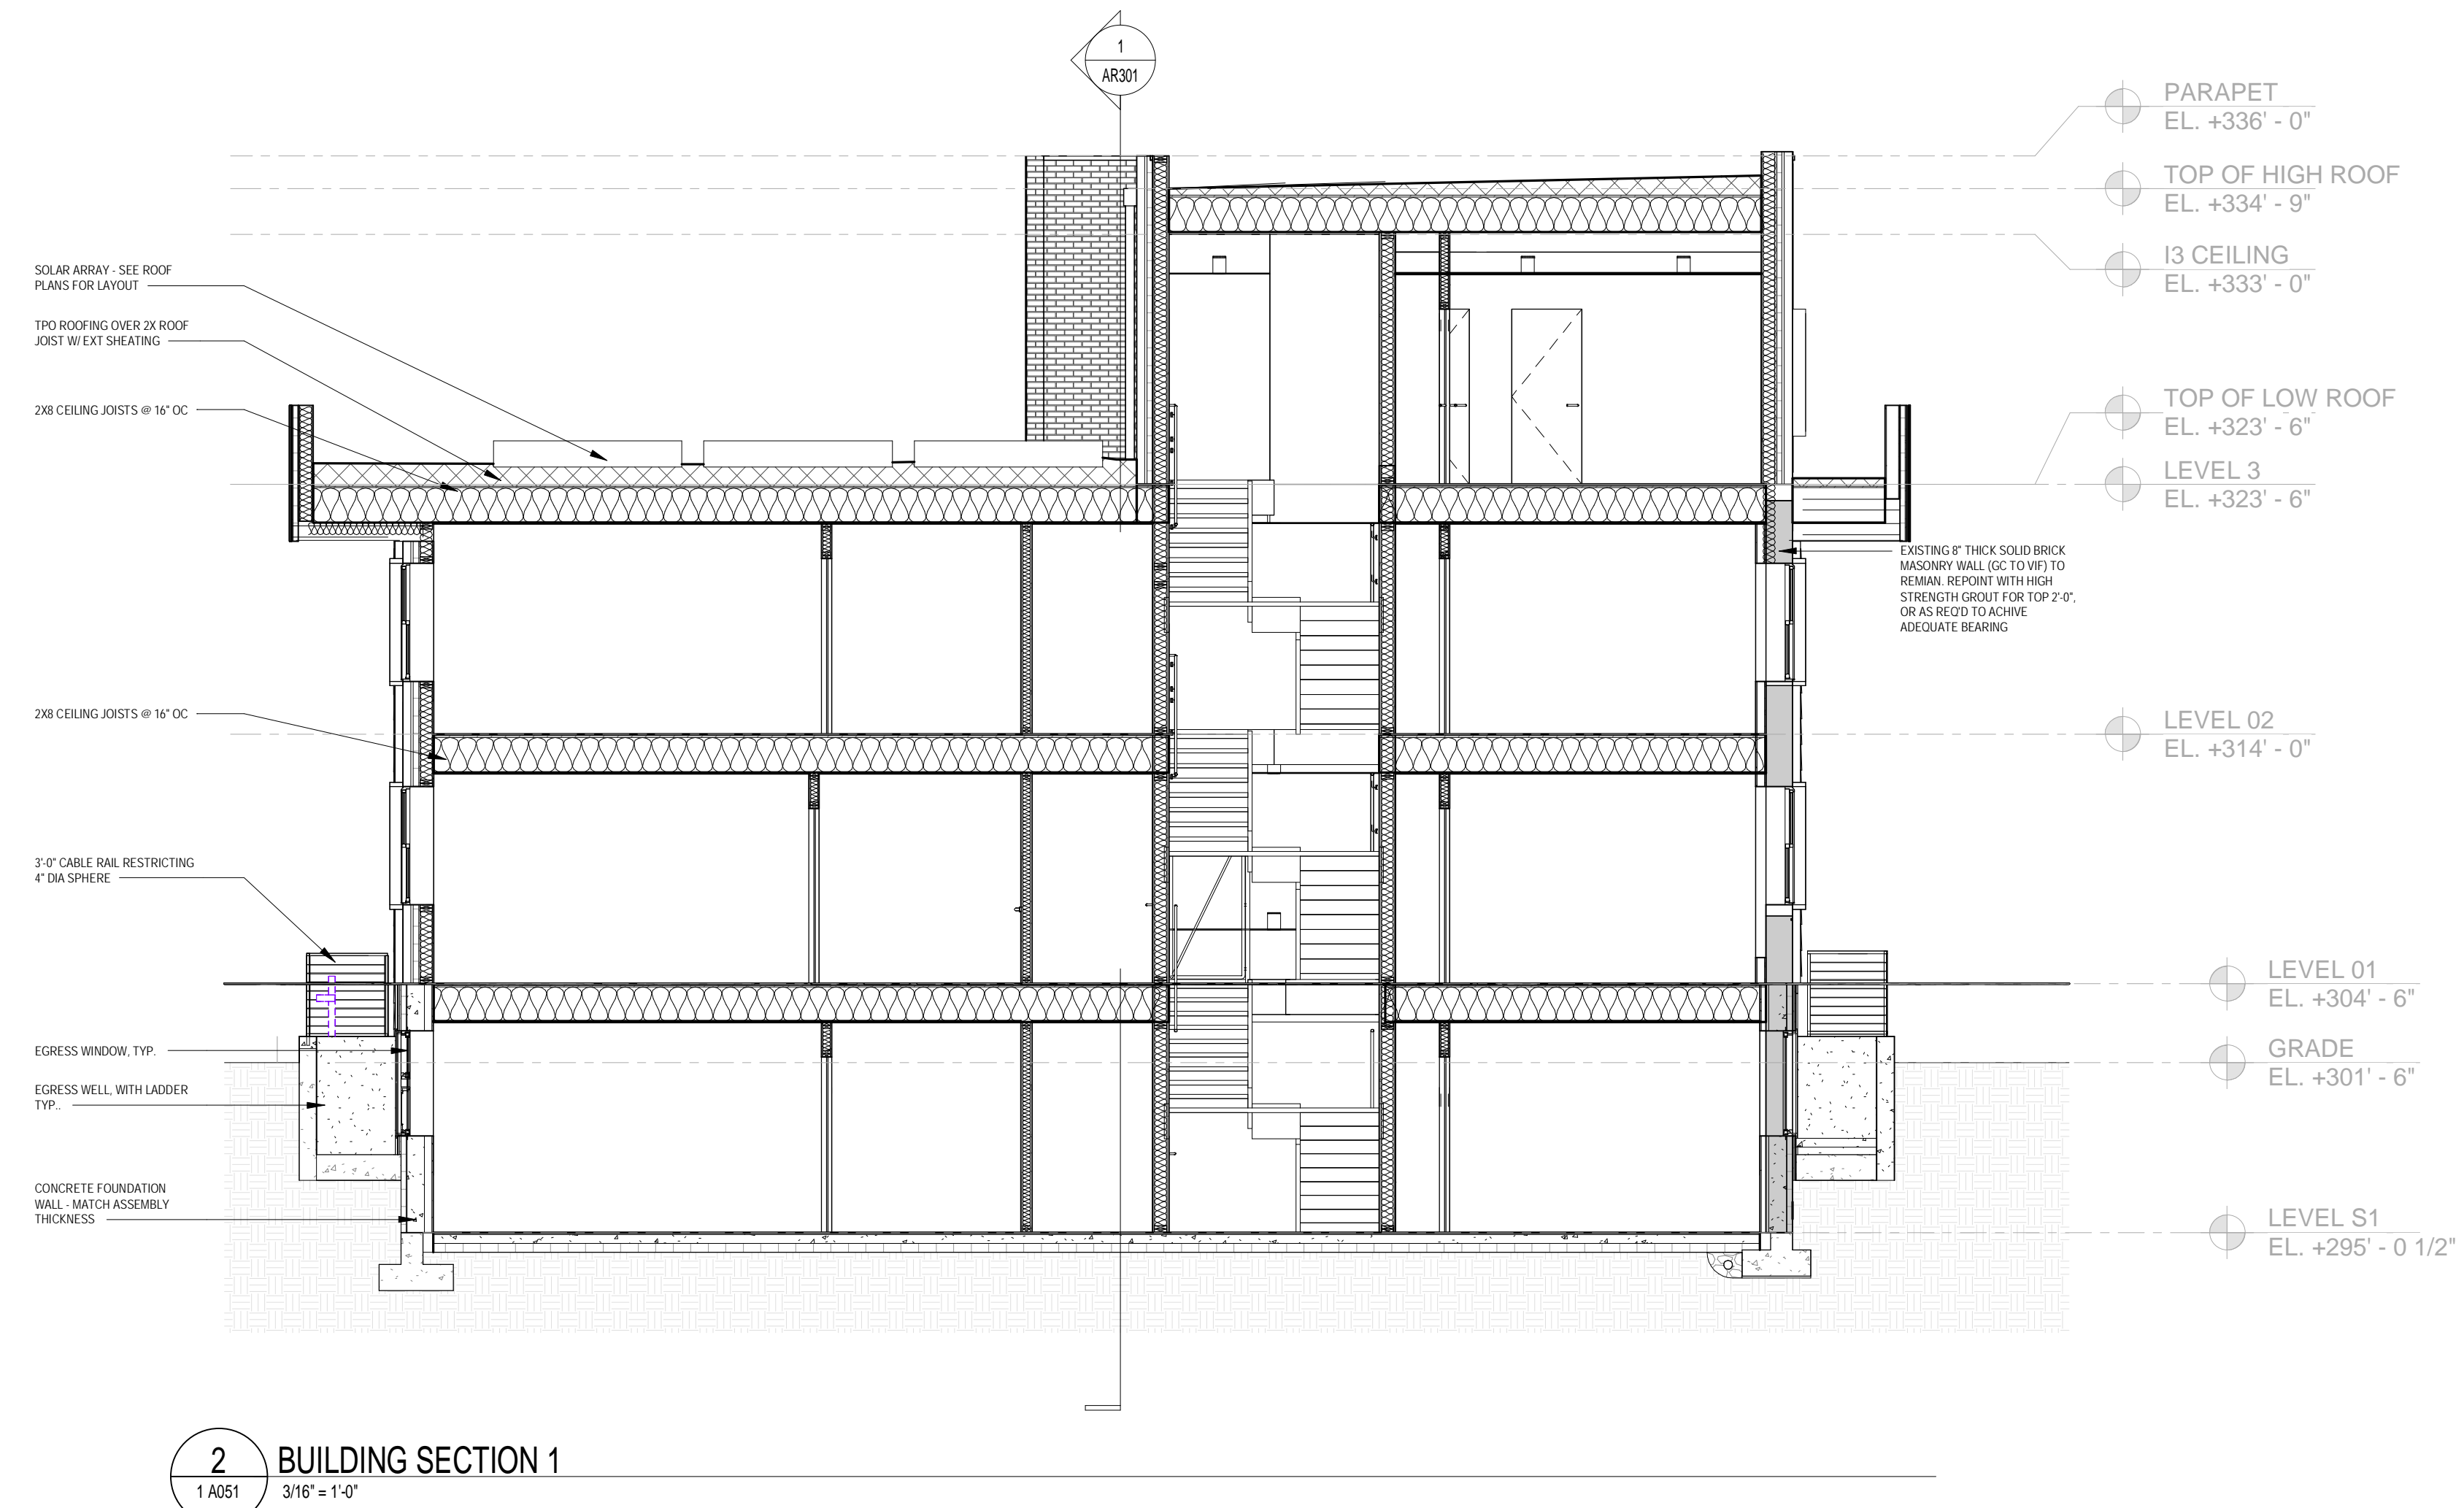 1
AR301
PARAPET
EL. +336' - 0"
TOP OF HIGH ROOF
EL. +334' - 9"
l3 CEILING
EL. +333' - 0"
TOP OF LOW ROOF
EL. +323' - 6"
LEVEL 3
EL. +323' - 6"
LEVEL 02
EL. +314' - 0"
LEVEL 01
EL. +304' - 6"
GRADE
EL. +301' - 6"
LEVEL S1
EL. +295' - 0 1/2"
SOLAR ARRAY - SEE ROOF
PLANS FOR LAYOUT
TPO ROOFING OVER 2X ROOF
JOIST W/ EXT SHEATING
2X8 CEILING JOISTS @ 16" OC
2X8 CEILING JOISTS @ 16" OC
3'-0" CABLE RAIL RESTRICTING
4" DIA SPHERE
EGRESS WINDOW, TYP.
EGRESS WELL, WITH LADDER
TYP..
CONCRETE FOUNDATION
WALL - MATCH ASSEMBLY
THICKNESS
EXISTING 8" THICK SOLID BRICK
MASONRY WALL (GC TO VIF) TO
REMIAN. REPOINT WITH HIGH
STRENGTH GROUT FOR TOP 2'-0",
OR AS REQ'D TO ACHIVE
ADEQUATE BEARING
2
1 A051
BUILDING SECTION 1
3/16" = 1'-0"